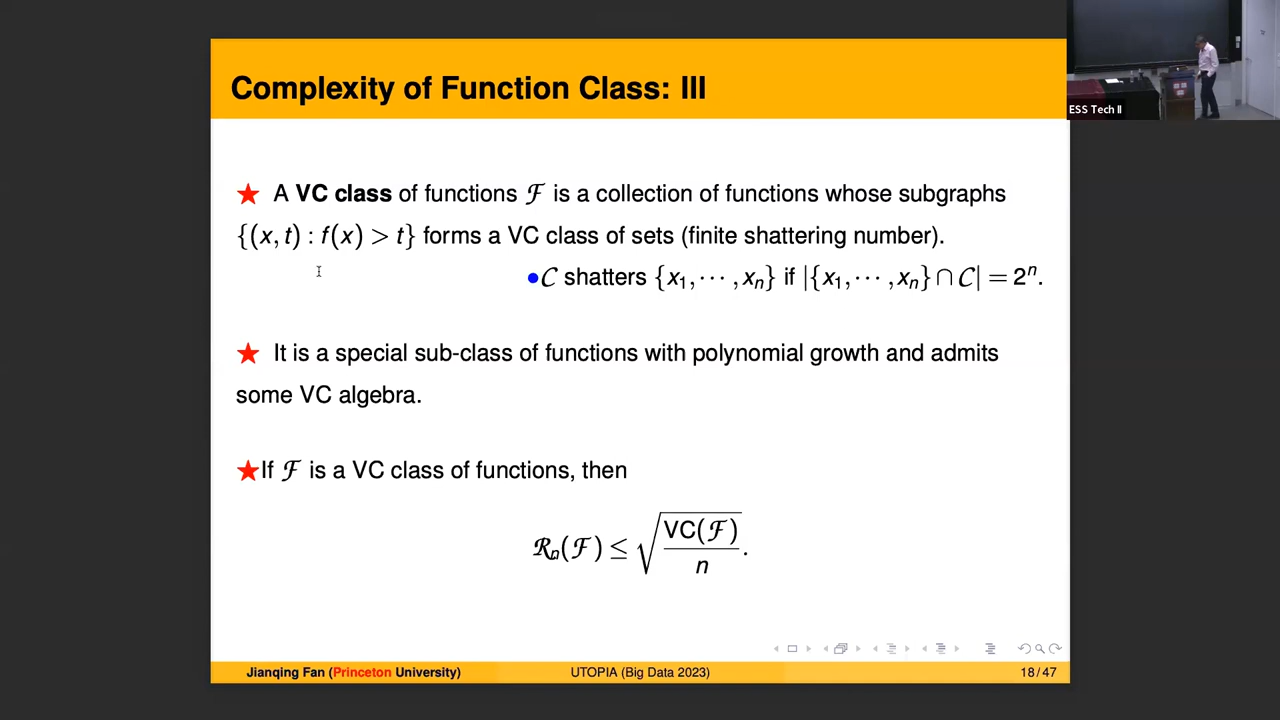 Complexity of Function Class: III
ESS Tech II
★ A VC class of functions ℱ is a collection of functions whose subgraphs
{(x, t) : f(x) > t} forms a VC class of sets (finite shattering number).
●𝒞 shatters {x₁, ··· , xₙ} if |{x₁, ··· , xₙ} ∩ 𝒞| = 2ⁿ.
★ It is a special sub-class of functions with polynomial growth and admits
some VC algebra.
★If ℱ is a VC class of functions, then
ℛₙ(ℱ) ≤ √(VC(ℱ)/n).
Jianqing Fan (Princeton University)
UTOPIA (Big Data 2023)
18 / 47